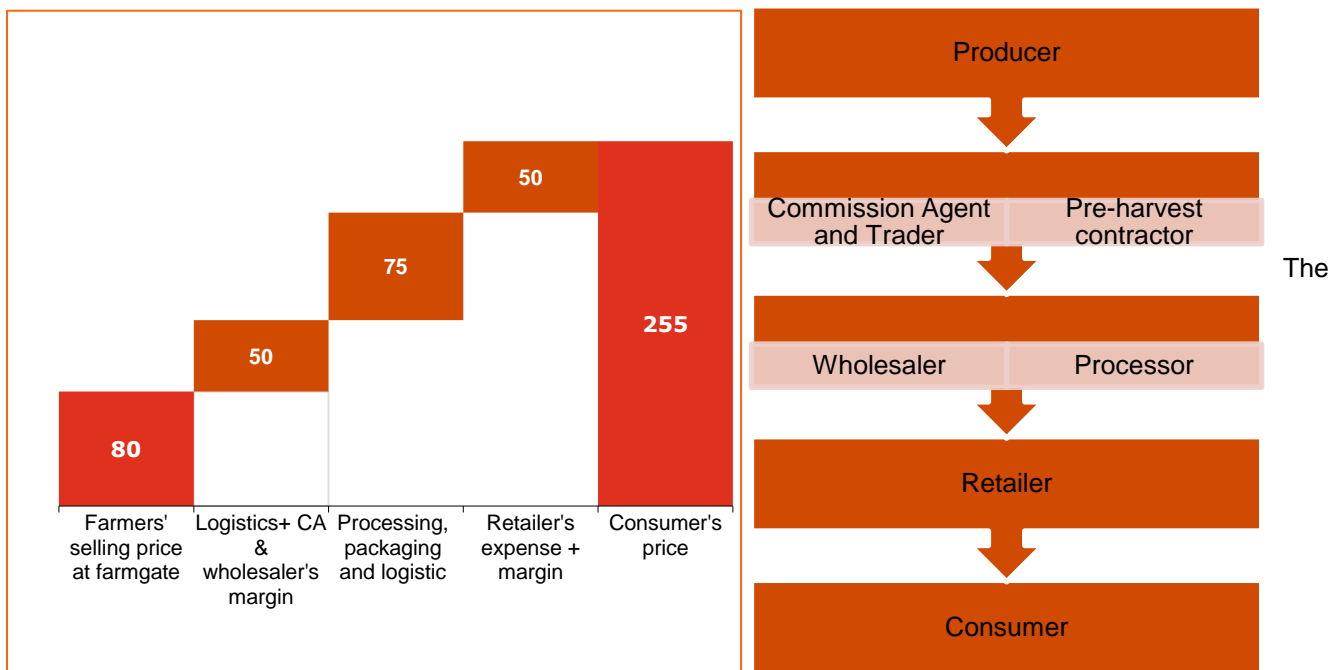 50
75
50
80
255
Farmers'
selling price
at farmgate
Logistics+ CA
&
wholesaler's
margin
Processing,
packaging
and logistic
Retailer's
expense +
margin
Consumer's
price
Producer
Commission Agent
and Trader
Pre-harvest
contractor
Wholesaler
Processor
Retailer
Consumer
The